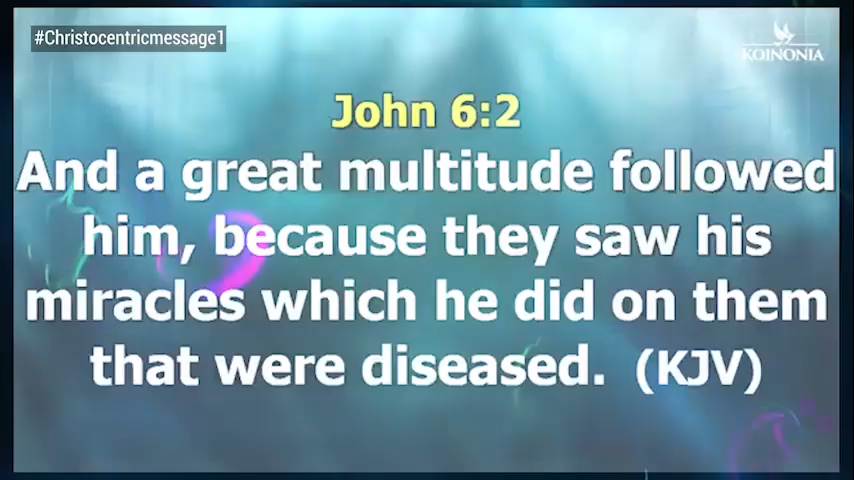 #Christocentricmessage1
KOINONIA
John 6:2
And a great multitude followed
him, because they saw his
miracles which he did on them
that were diseased. (KJV)